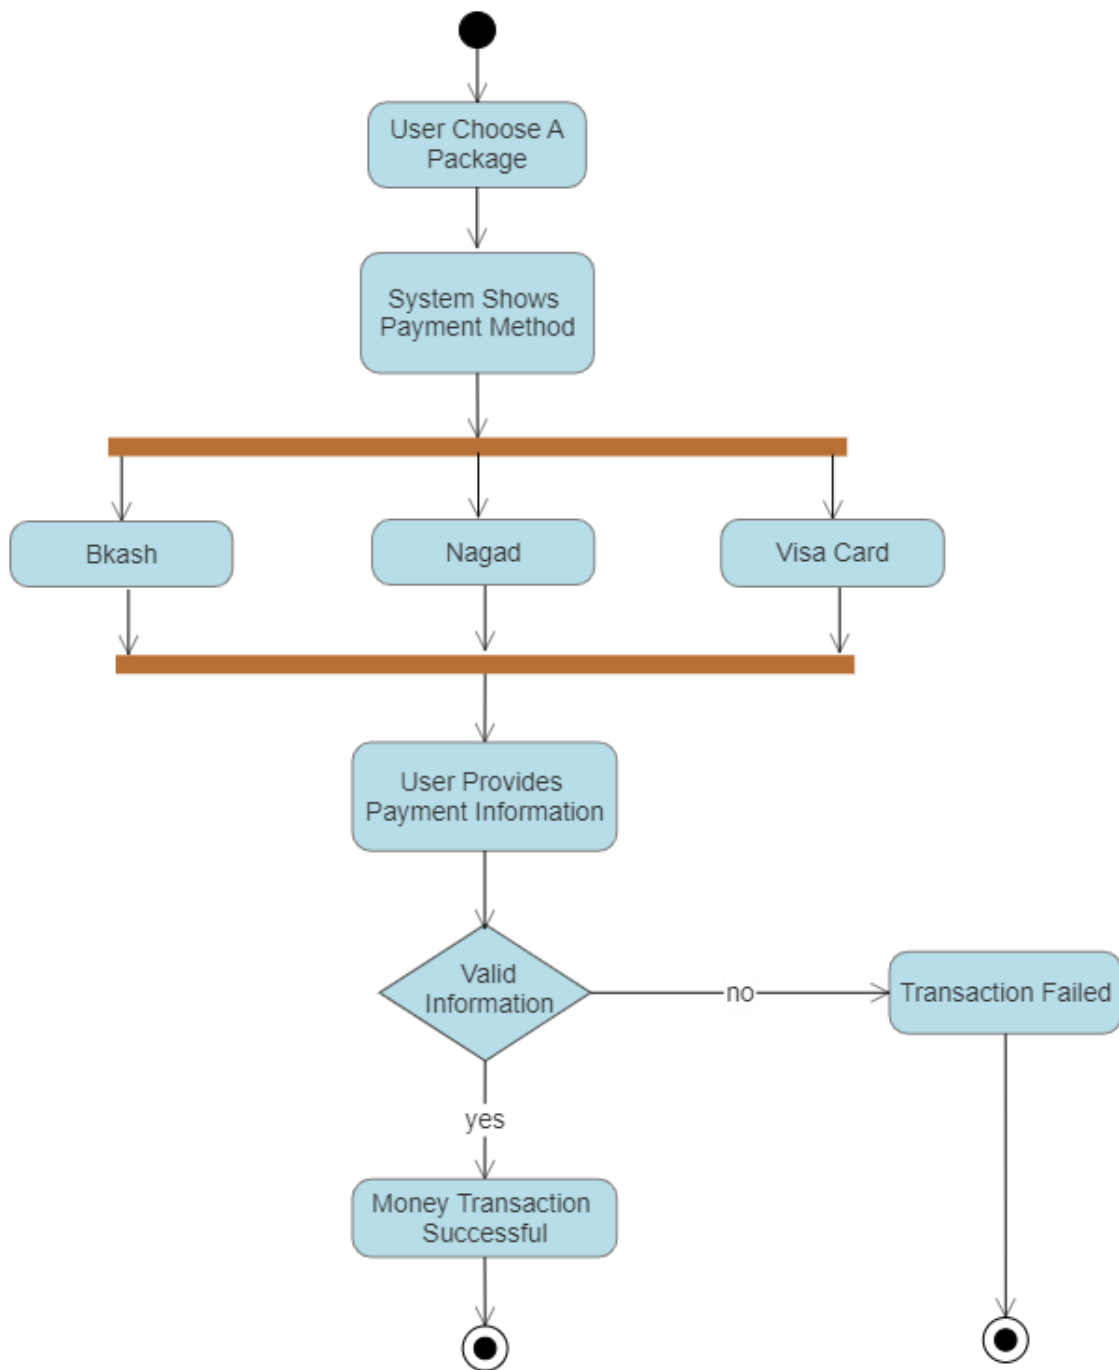 User Choose A
Package
System Shows
Payment Method
Bkash
Nagad
Visa Card
User Provides
Payment Information
Valid
Information
no
Transaction Failed
yes
Money Transaction
Successful